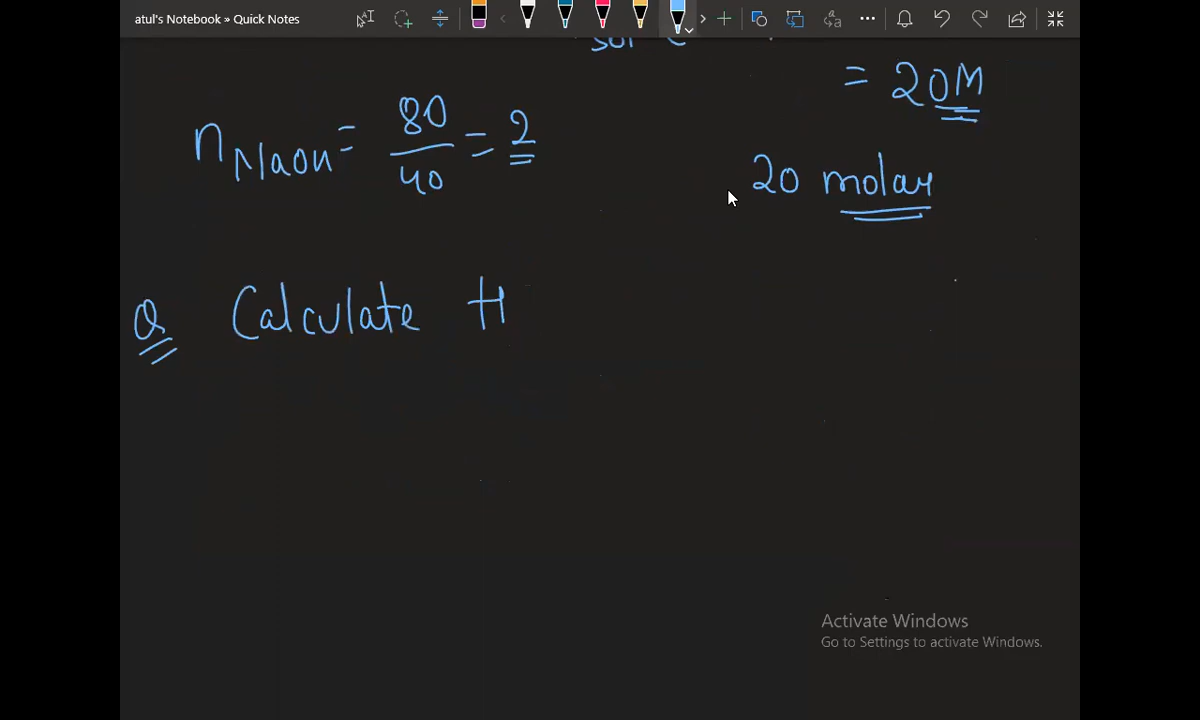 atul's Notebook » Quick Notes
= 20M
n NaOH = 80/40 = 2
20 molar
Q Calculate H
Activate Windows
Go to Settings to activate Windows.